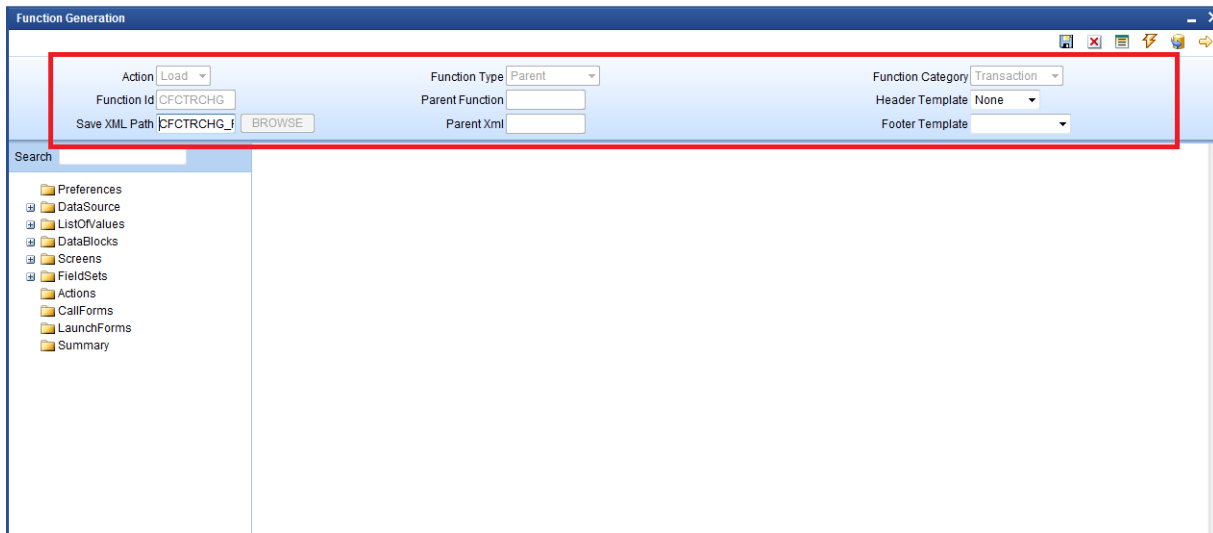 Function Generation
Action Load Function Type Parent Function Category Transaction
Function Id CFCTRCHG Parent Function Header Template None
Save XML Path CFCTRCHG_ BROWSE Parent Xml Footer Template
Search
Preferences
DataSource
ListOfValues
DataBlocks
Screens
FieldSets
Actions
CallForms
LaunchForms
Summary